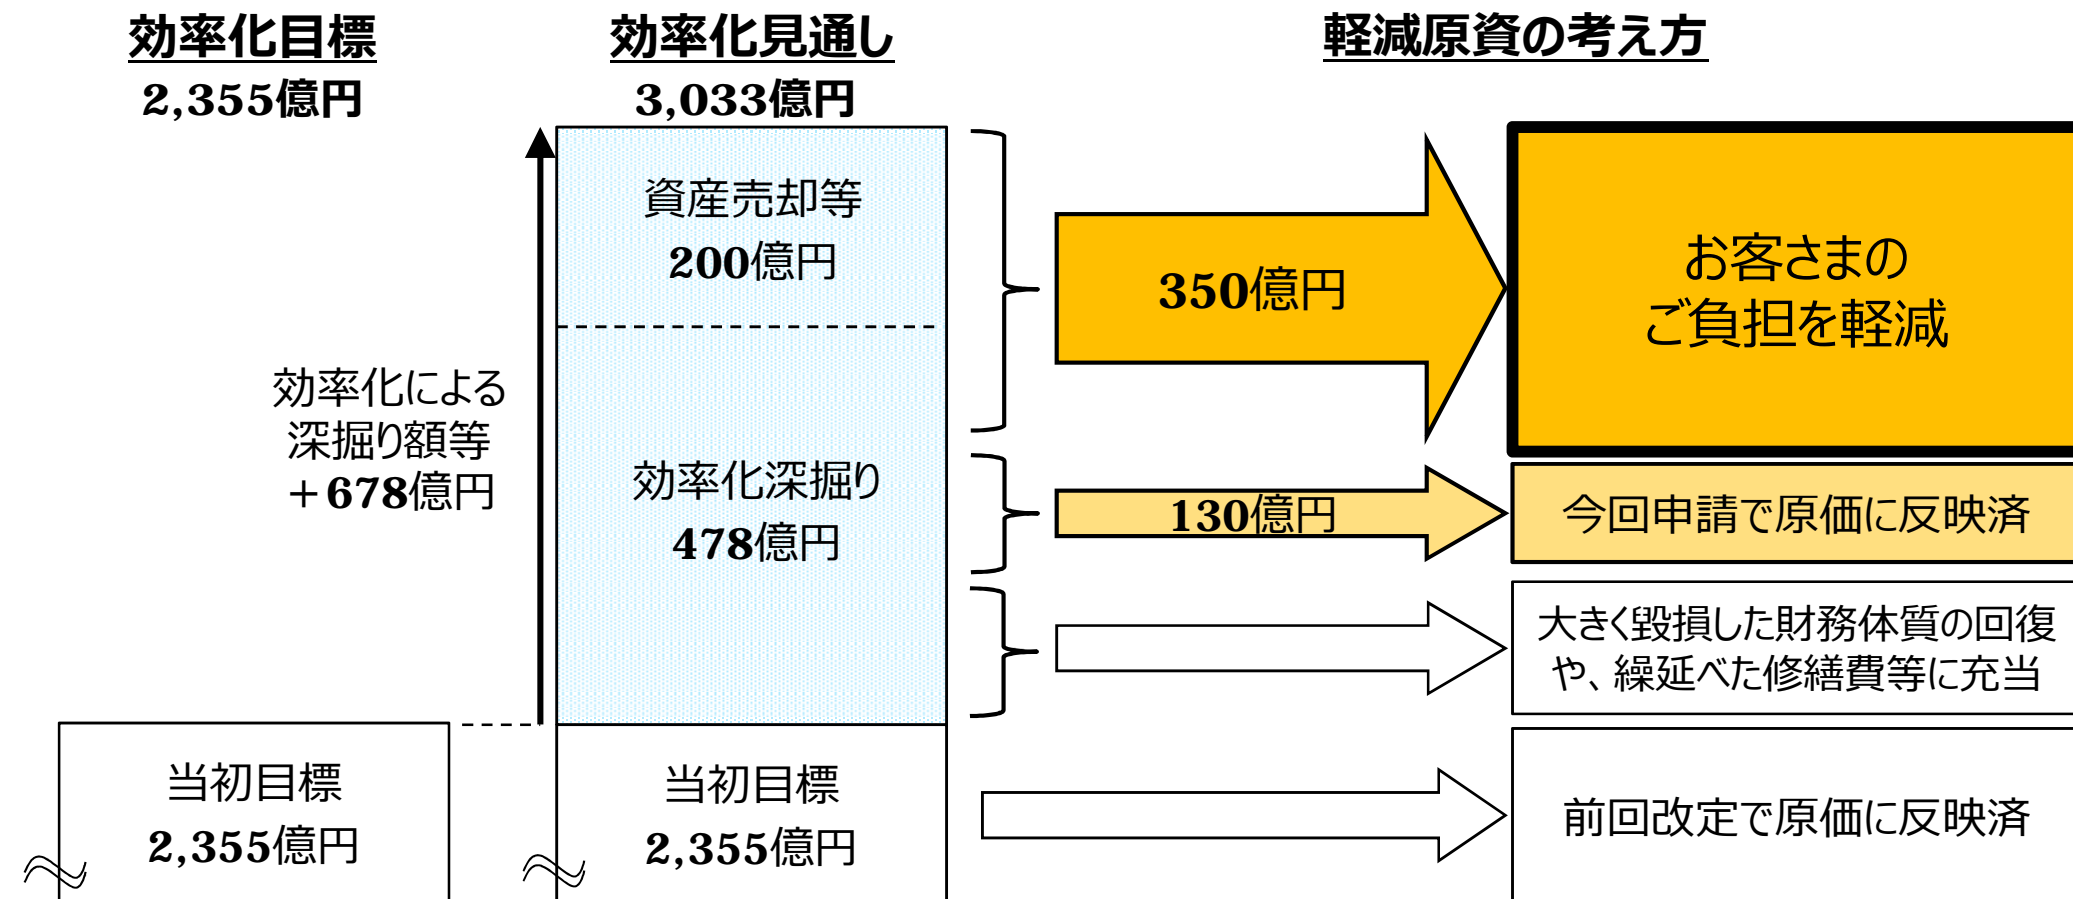 効率化目標
2,355億円
効率化見通し
3,033億円
軽減原資の考え方
資産売却等
200億円
効率化による
深掘り額等
＋678億円
効率化深掘り
478億円
350億円
お客さまの
ご負担を軽減
130億円
今回申請で原価に反映済
大きく毀損した財務体質の回復
や、繰延べた修繕費等に充当
当初目標
2,355億円
当初目標
2,355億円
前回改定で原価に反映済